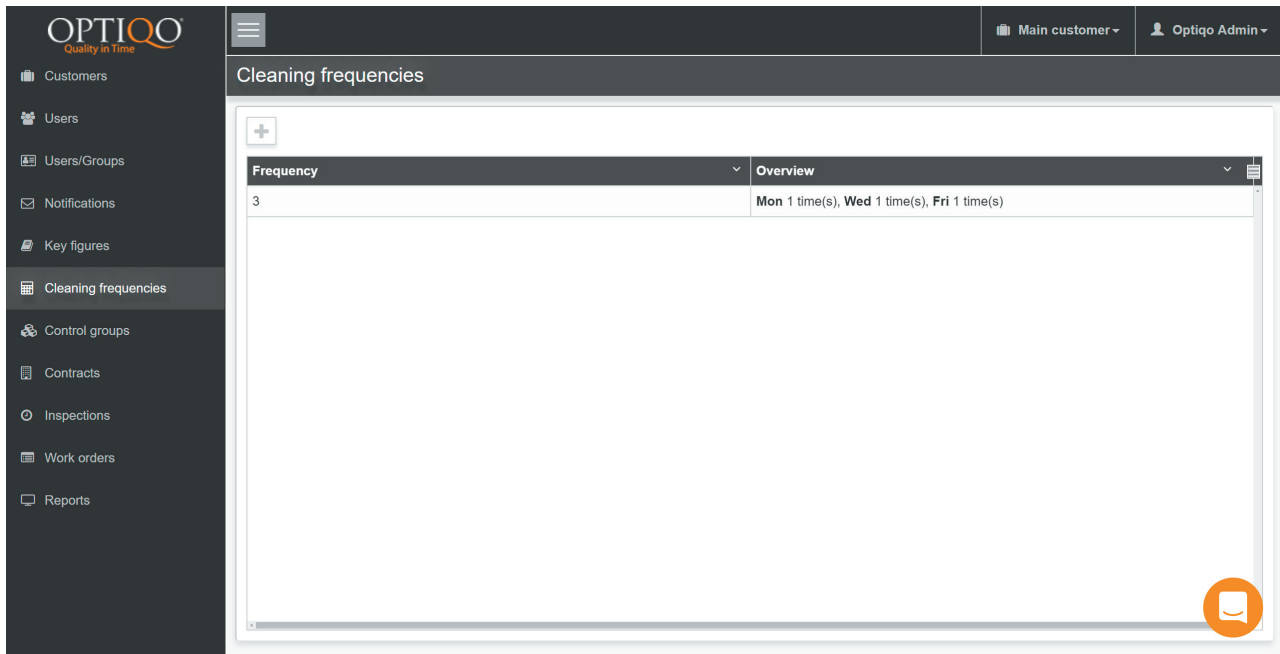 OPTIQO
Quality in Time
Main customer
Optiqo Admin
Customers
Users
Users/Groups
Notifications
Key figures
Cleaning frequencies
Control groups
Contracts
Inspections
Work orders
Reports
Cleaning frequencies
Frequency
Overview
3
Mon 1 time(s), Wed 1 time(s), Fri 1 time(s)